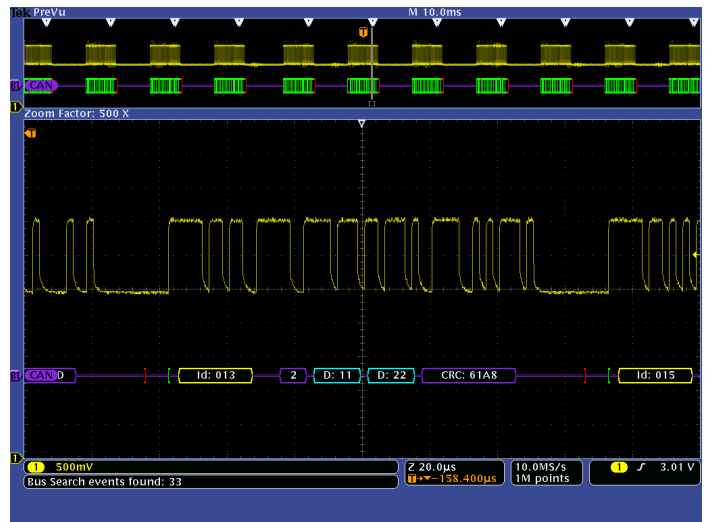 Tek PreVu M 10.0ms
T
B1 CAN
1
Zoom Factor: 500 X
T
B1 CAN D Id: 013 2 D: 11 D: 22 CRC: 61A8 Id: 015
1
1 500mV Z 20.0µs 10.0MS/s 1 3.01 V
T→▼−158.400µs 1M points
Bus Search events found: 33